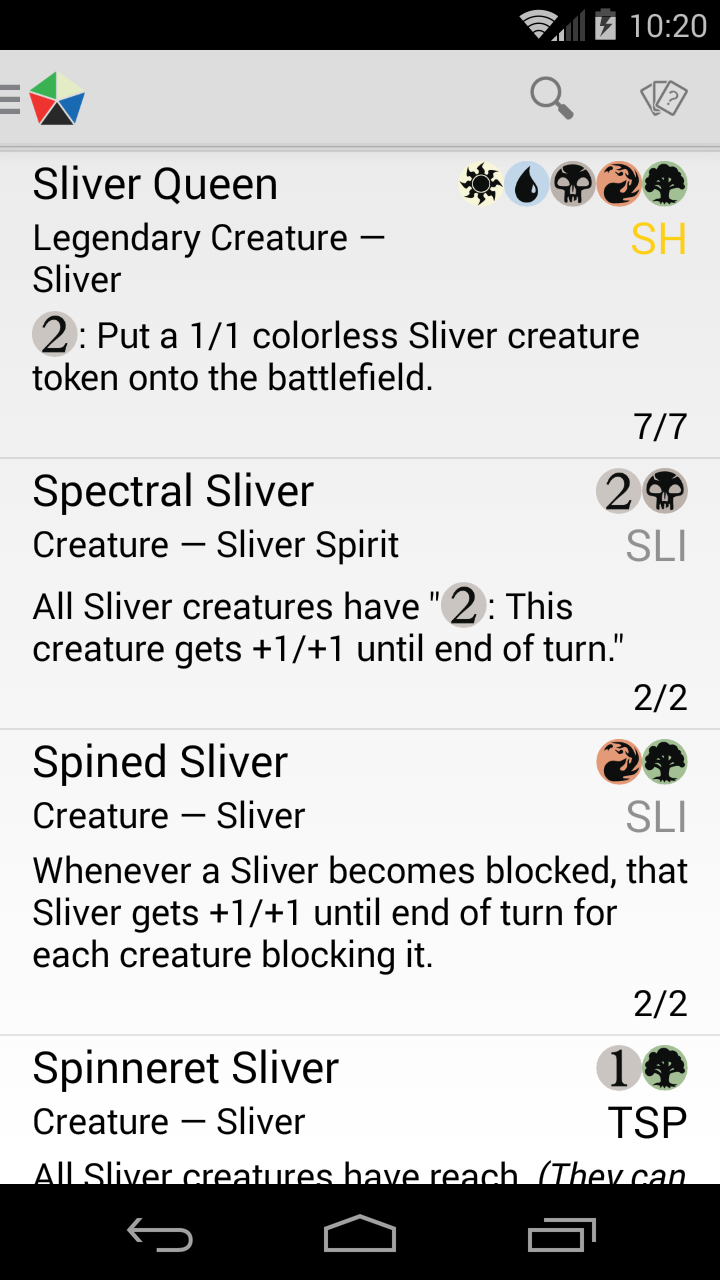 10:20
Sliver Queen
Legendary Creature — SH
Sliver
2: Put a 1/1 colorless Sliver creature
token onto the battlefield.
7/7
Spectral Sliver 2
Creature — Sliver Spirit SLI
All Sliver creatures have "2: This
creature gets +1/+1 until end of turn."
2/2
Spined Sliver
Creature — Sliver SLI
Whenever a Sliver becomes blocked, that
Sliver gets +1/+1 until end of turn for
each creature blocking it.
2/2
Spinneret Sliver 1
Creature — Sliver TSP
All Sliver creatures have reach. (They can